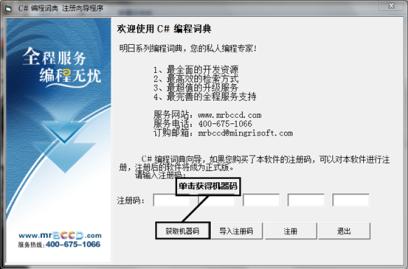 C# 编程词典 注册向导程序
全程服务
编程无忧
www.mrBCCD.com
服务热线:400-675-1066
欢迎使用 C# 编程词典
明日系列编程词典，您的私人编程专家!
1、最全面的开发资源
2、最高效的检索方式
3、最超值的升级服务
4、最完善的全程服务支持
服务网站：www.mrbccd.com
服务电话：400-675-1066
订购邮箱：mrbccd@mingrisoft.com
C# 编程词典向导，如果您购买了本软件的注册码，可以对本软件进行注
册，注册后的软件将成为正式版。
请输入注册码:
单击获得机器码
注册码:
获取机器码
导入注册码
注册
退出